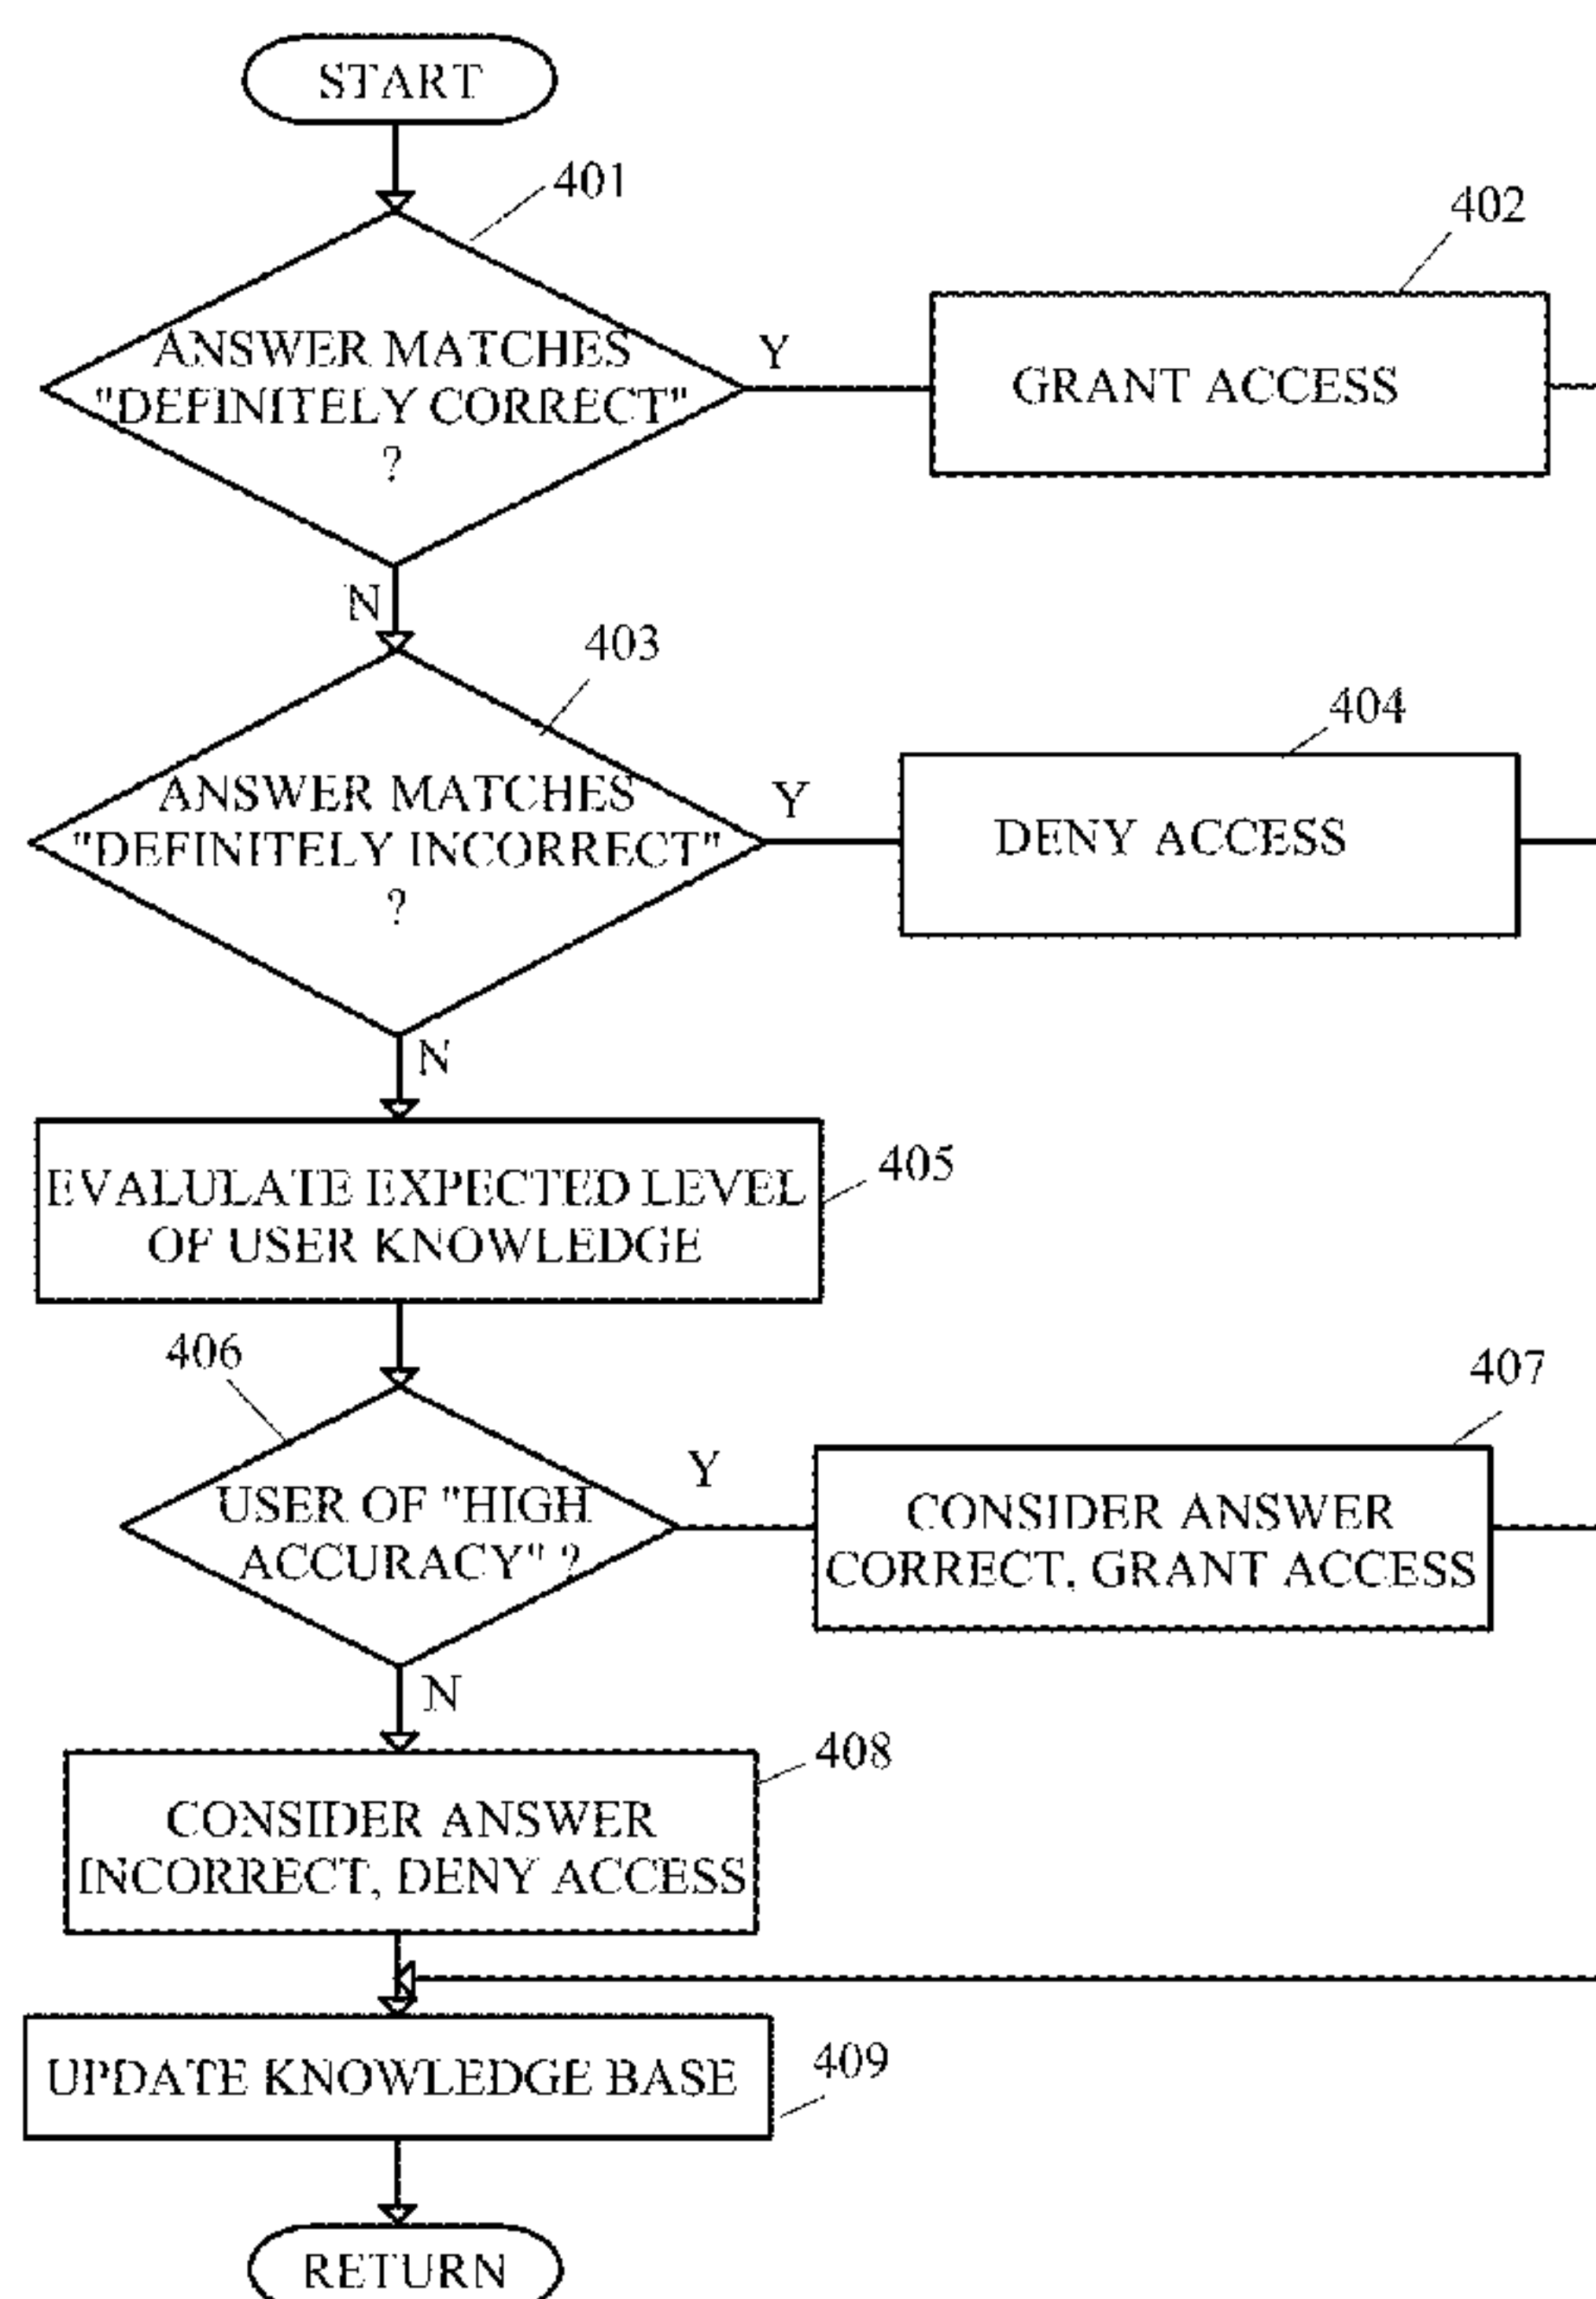 START
401
402
ANSWER MATCHES
"DEFINITELY CORRECT"
?
Y
GRANT ACCESS
N
403
404
ANSWER MATCHES
"DEFINITELY INCORRECT"
?
Y
DENY ACCESS
N
EVALULATE EXPECTED LEVEL
OF USER KNOWLEDGE
405
406
407
USER OF "HIGH
ACCURACY" ?
Y
CONSIDER ANSWER
CORRECT, GRANT ACCESS
N
408
CONSIDER ANSWER
INCORRECT, DENY ACCESS
UPDATE KNOWLEDGE BASE
409
RETURN